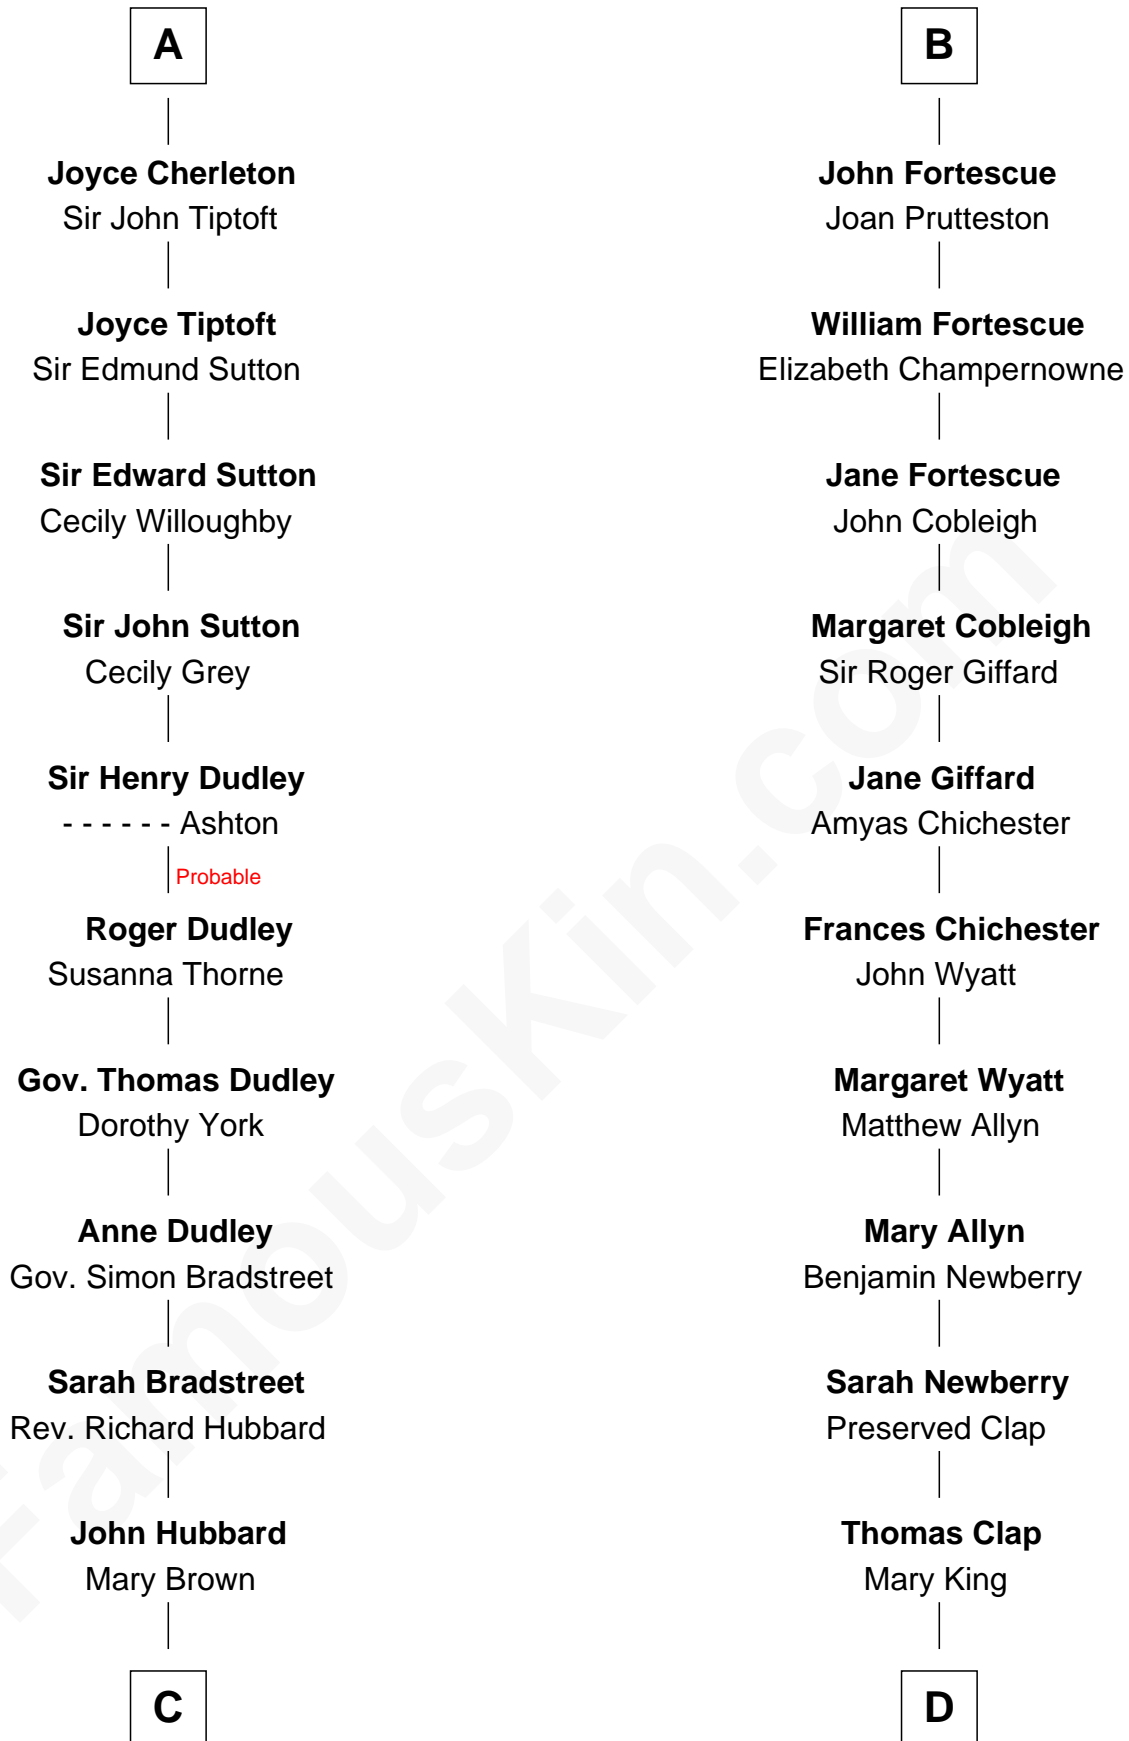 A
Joyce Cherleton
Sir John Tiptoft
Joyce Tiptoft
Sir Edmund Sutton
Sir Edward Sutton
Cecily Willoughby
Sir John Sutton
Cecily Grey
Sir Henry Dudley
- - - - - - Ashton
Probable
Roger Dudley
Susanna Thorne
Gov. Thomas Dudley
Dorothy York
Anne Dudley
Gov. Simon Bradstreet
Sarah Bradstreet
Rev. Richard Hubbard
John Hubbard
Mary Brown
C
B
John Fortescue
Joan Prutteston
William Fortescue
Elizabeth Champernowne
Jane Fortescue
John Cobleigh
Margaret Cobleigh
Sir Roger Giffard
Jane Giffard
Amyas Chichester
Frances Chichester
John Wyatt
Margaret Wyatt
Matthew Allyn
Mary Allyn
Benjamin Newberry
Sarah Newberry
Preserved Clap
Thomas Clap
Mary King
D
FamousKin.com